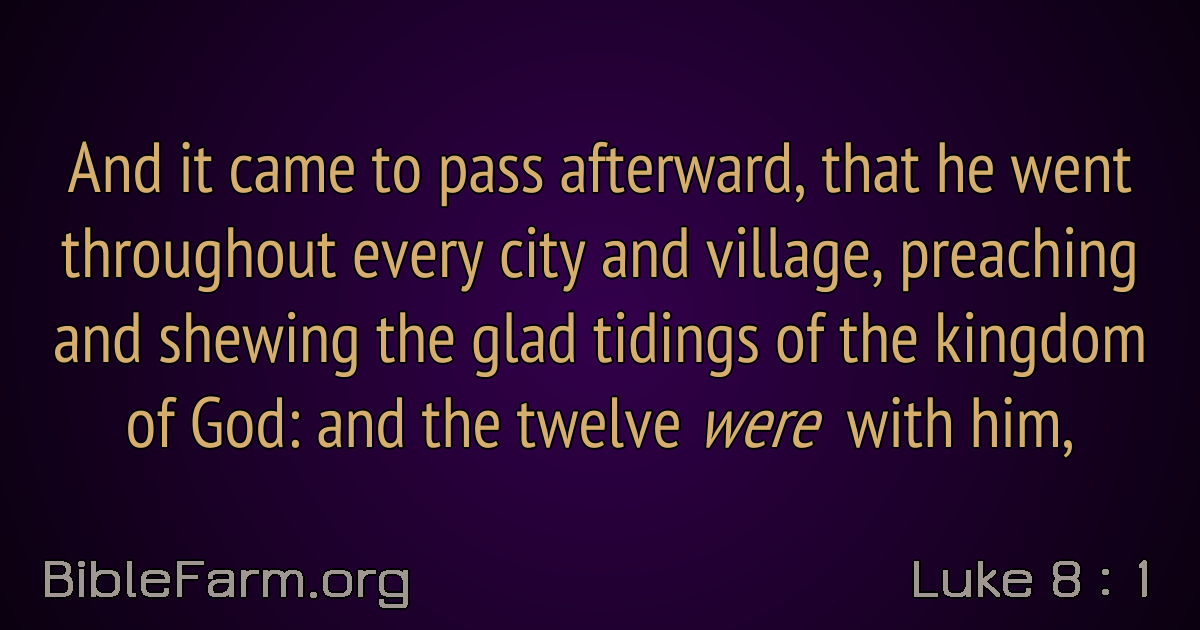 And it came to pass afterward, that he went
throughout every city and village, preaching
and shewing the glad tidings of the kingdom
of God: and the twelve were with him,
BibleFarm.org
Luke 8 : 1